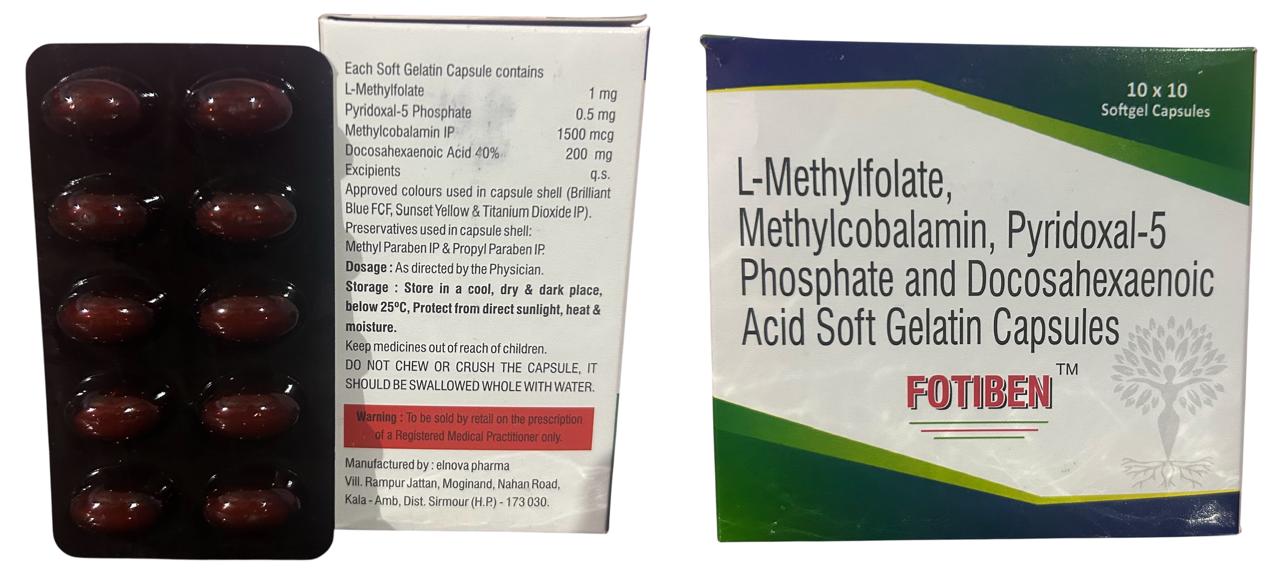 Each Soft Gelatin Capsule contains
L-Methylfolate 1 mg
Pyridoxal-5 Phosphate 0.5 mg
Methylcobalamin IP 1500 mcg
Docosahexaenoic Acid 40% 200 mg
Excipients q.s.
Approved colours used in capsule shell (Brilliant
Blue FCF, Sunset Yellow & Titanium Dioxide IP).
Preservatives used in capsule shell:
Methyl Paraben IP & Propyl Paraben IP.
Dosage : As directed by the Physician.
Storage : Store in a cool, dry & dark place,
below 25ºC, Protect from direct sunlight, heat &
moisture.
Keep medicines out of reach of children.
DO NOT CHEW OR CRUSH THE CAPSULE, IT
SHOULD BE SWALLOWED WHOLE WITH WATER.
Warning : To be sold by retail on the prescription
of a Registered Medical Practitioner only.
Manufactured by : elnova pharma
Vill. Rampur Jattan, Moginand, Nahan Road,
Kala - Amb, Dist. Sirmour (H.P.) - 173 030.
10 x 10
Softgel Capsules
L-Methylfolate,
Methylcobalamin, Pyridoxal-5
Phosphate and Docosahexaenoic
Acid Soft Gelatin Capsules
FOTIBEN™